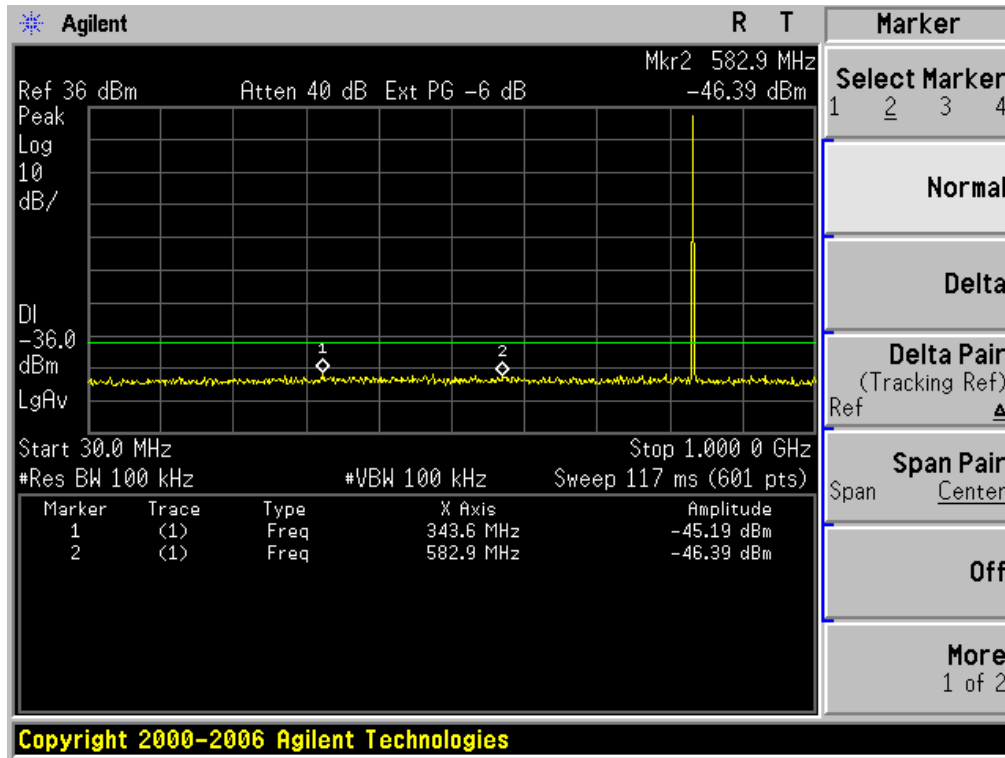 Agilent R T
Mkr2 582.9 MHz
Ref 36 dBm Atten 40 dB Ext PG -6 dB -46.39 dBm
Peak
Log
10
dB/
DI
-36.0
dBm
LgAv
1
2
Start 30.0 MHz Stop 1.000 0 GHz
#Res BW 100 kHz #VBW 100 kHz Sweep 117 ms (601 pts)
Marker Trace Type X Axis Amplitude
1 (1) Freq 343.6 MHz -45.19 dBm
2 (1) Freq 582.9 MHz -46.39 dBm
Copyright 2000-2006 Agilent Technologies
Marker
Select Marker
1 2 3 4
Normal
Delta
Delta Pair
(Tracking Ref)
Ref Δ
Span Pair
Span Center
Off
More
1 of 2